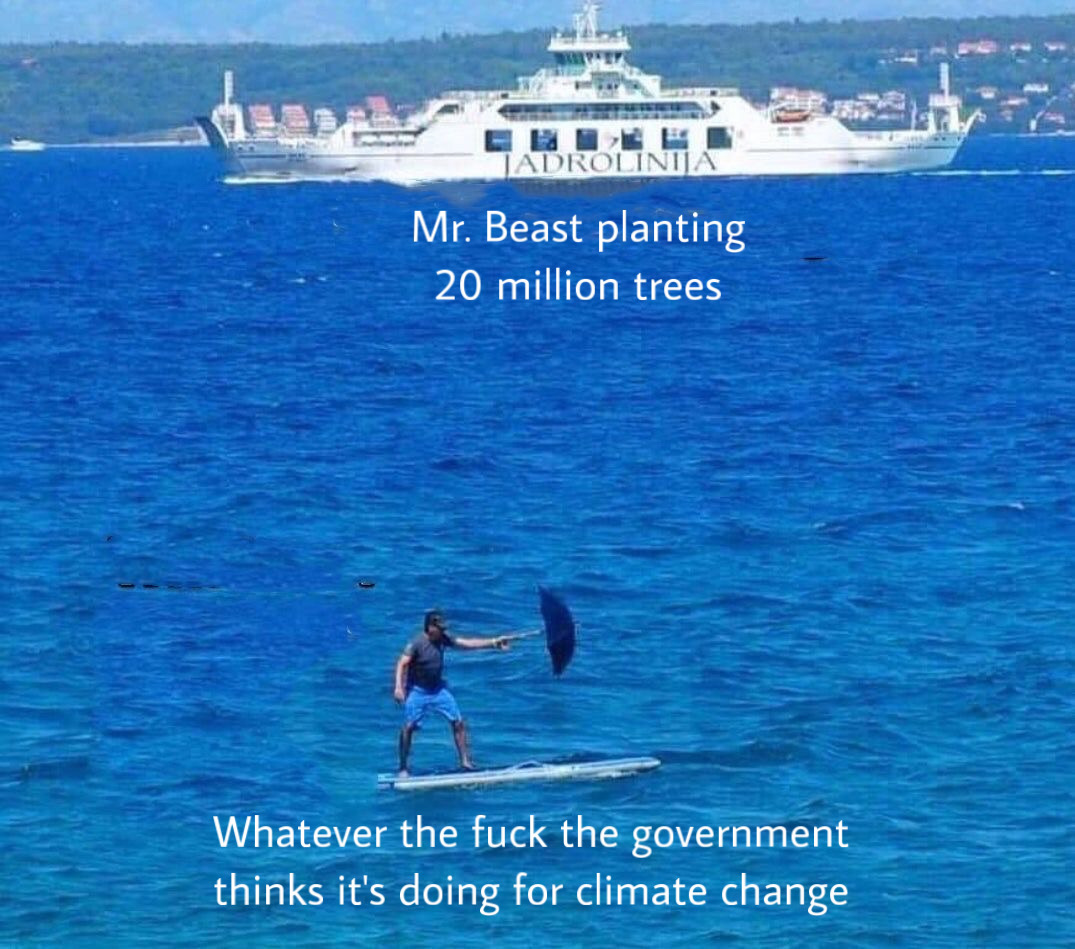 JADROLINIJA
Mr. Beast planting
20 million trees
Whatever the fuck the government
thinks it's doing for climate change